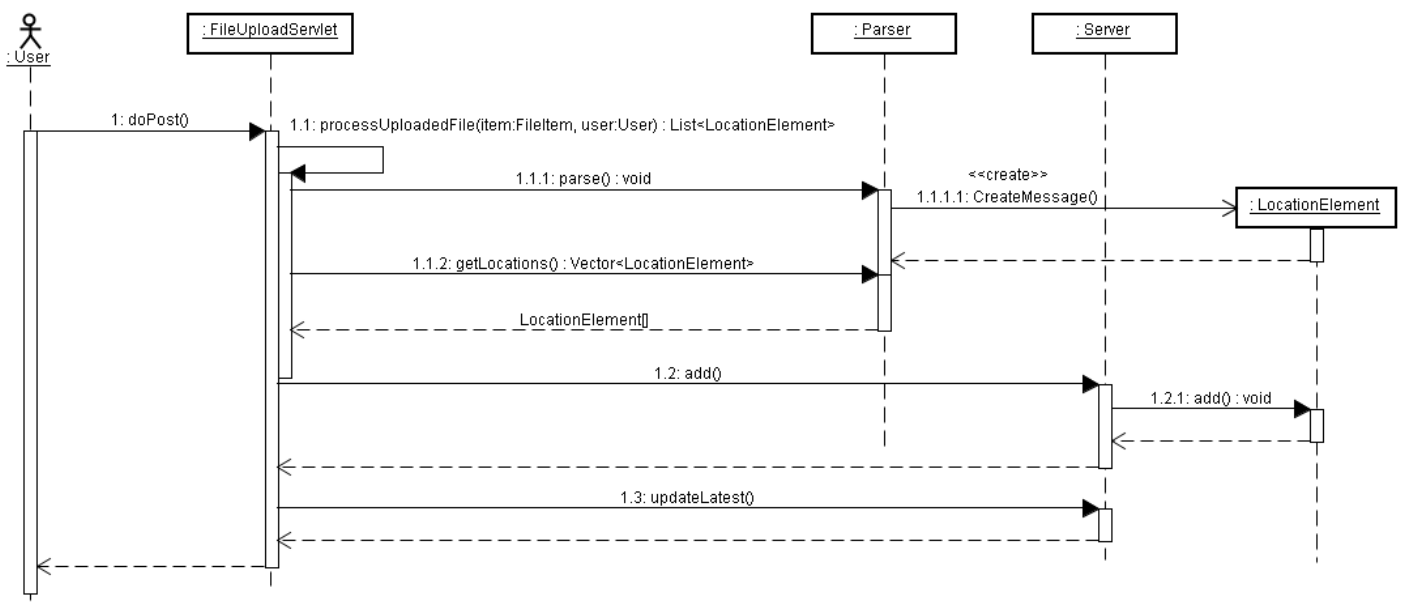 : User
: FileUploadServlet
: Parser
: Server
1: doPost()
1.1: processUploadedFile(item:FileItem, user:User) : List<LocationElement>
1.1.1: parse() : void
<<create>>
1.1.1.1: CreateMessage()
: LocationElement
1.1.2: getLocations() : Vector<LocationElement>
LocationElement[]
1.2: add()
1.2.1: add() : void
1.3: updateLatest()